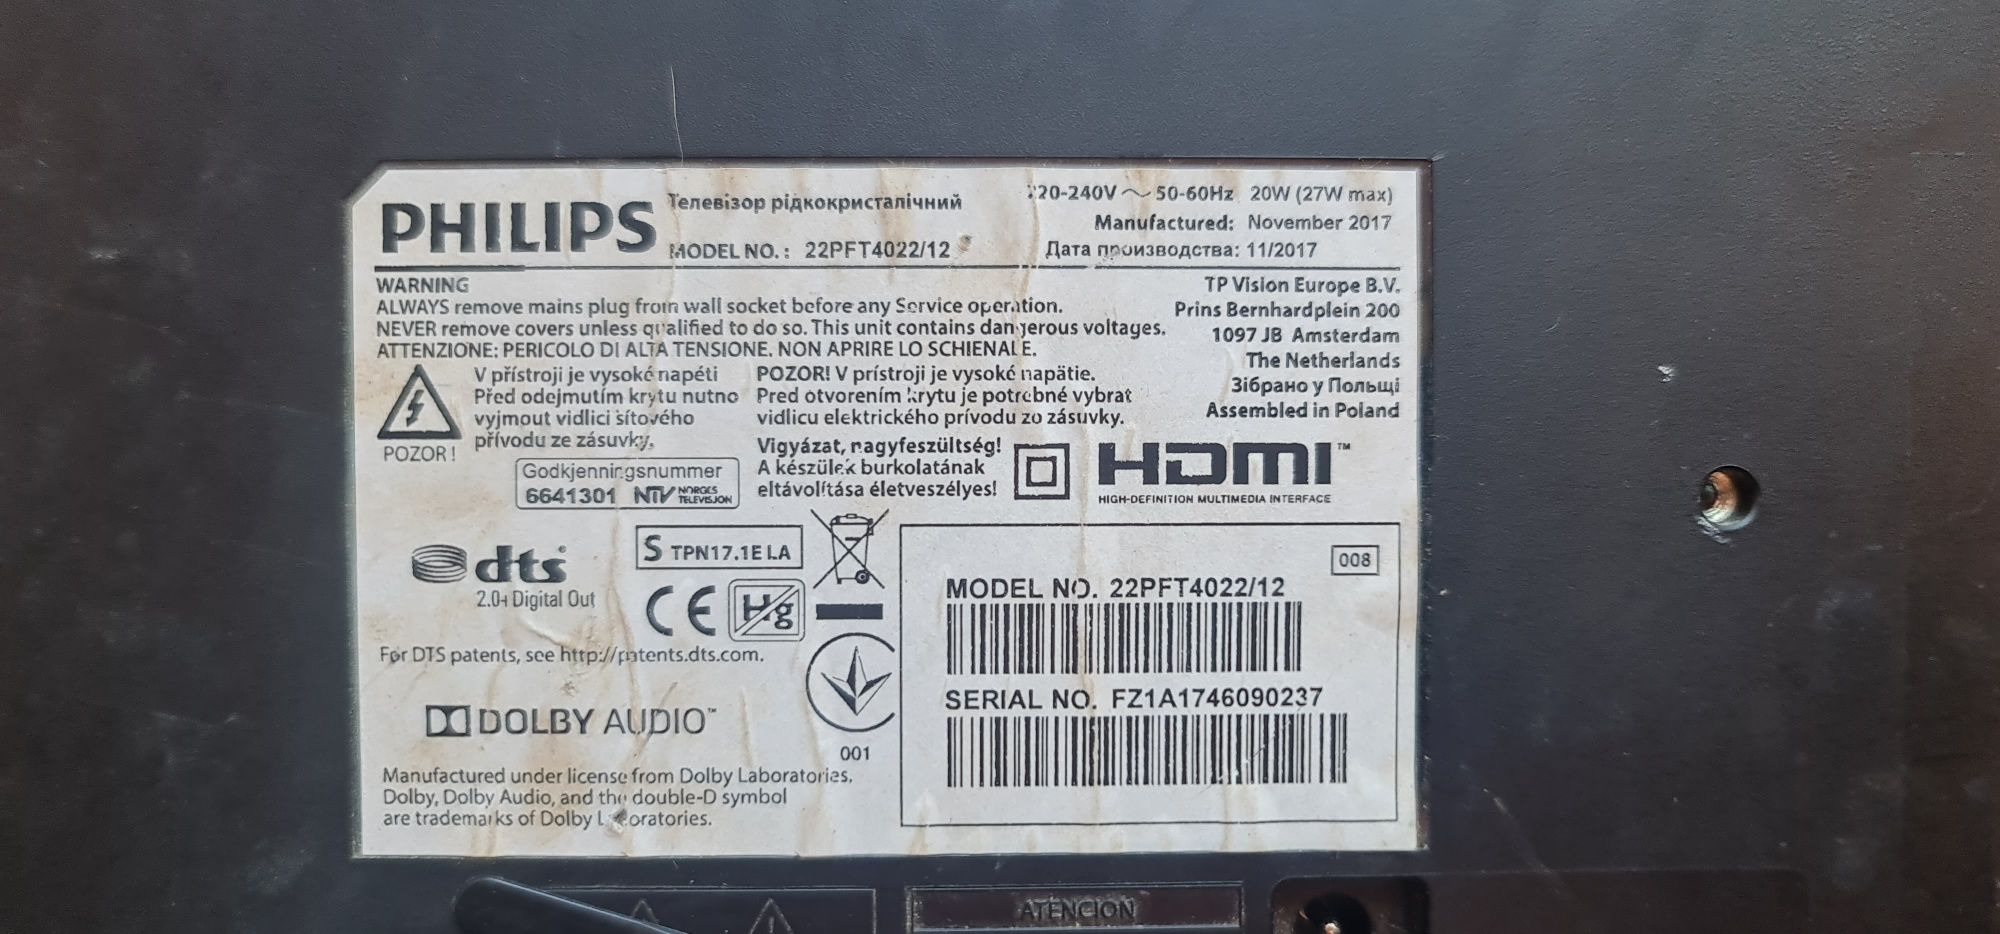 PHILIPS
Телевізор рідкокристалічний
MODEL NO.: 22PFT4022/12
220-240V ~ 50-60Hz 20W (27W max)
Manufactured: November 2017
Дата производства: 11/2017
WARNING
ALWAYS remove mains plug from wall socket before any Service operation.
NEVER remove covers unless qualified to do so. This unit contains dangerous voltages.
ATTENZIONE: PERICOLO DI ALTA TENSIONE. NON APRIRE LO SCHIENALE.
TP Vision Europe B.V.
Prins Bernhardplein 200
1097 JB Amsterdam
The Netherlands
Зібрано у Польщі
Assembled in Poland
POZOR!
V přístroji je vysoké napětí
Před odejmutím krytu nutno
vyjmout vidlici síťového
přívodu ze zásuvky.
POZOR! V prístroji je vysoké napätie.
Pred otvorením krytu je potrebné vybrat
vidlicu elektrického prívodu zo zásuvky.
Vigyázat, nagyfeszültség!
A készülék burkolatának
eltávolítása életveszélyes!
Godkjenningsnummer
6641301 NTV NORGES TELEVISJON
HDMI™
HIGH-DEFINITION MULTIMEDIA INTERFACE
dts
2.0+ Digital Out
S TPN17.1E LA
CE
Hg
For DTS patents, see http://patents.dts.com.
DOLBY AUDIO™
001
Manufactured under license from Dolby Laboratories.
Dolby, Dolby Audio, and the double-D symbol
are trademarks of Dolby Laboratories.
008
MODEL NO. 22PFT4022/12
SERIAL NO. FZ1A1746090237
ATENCION